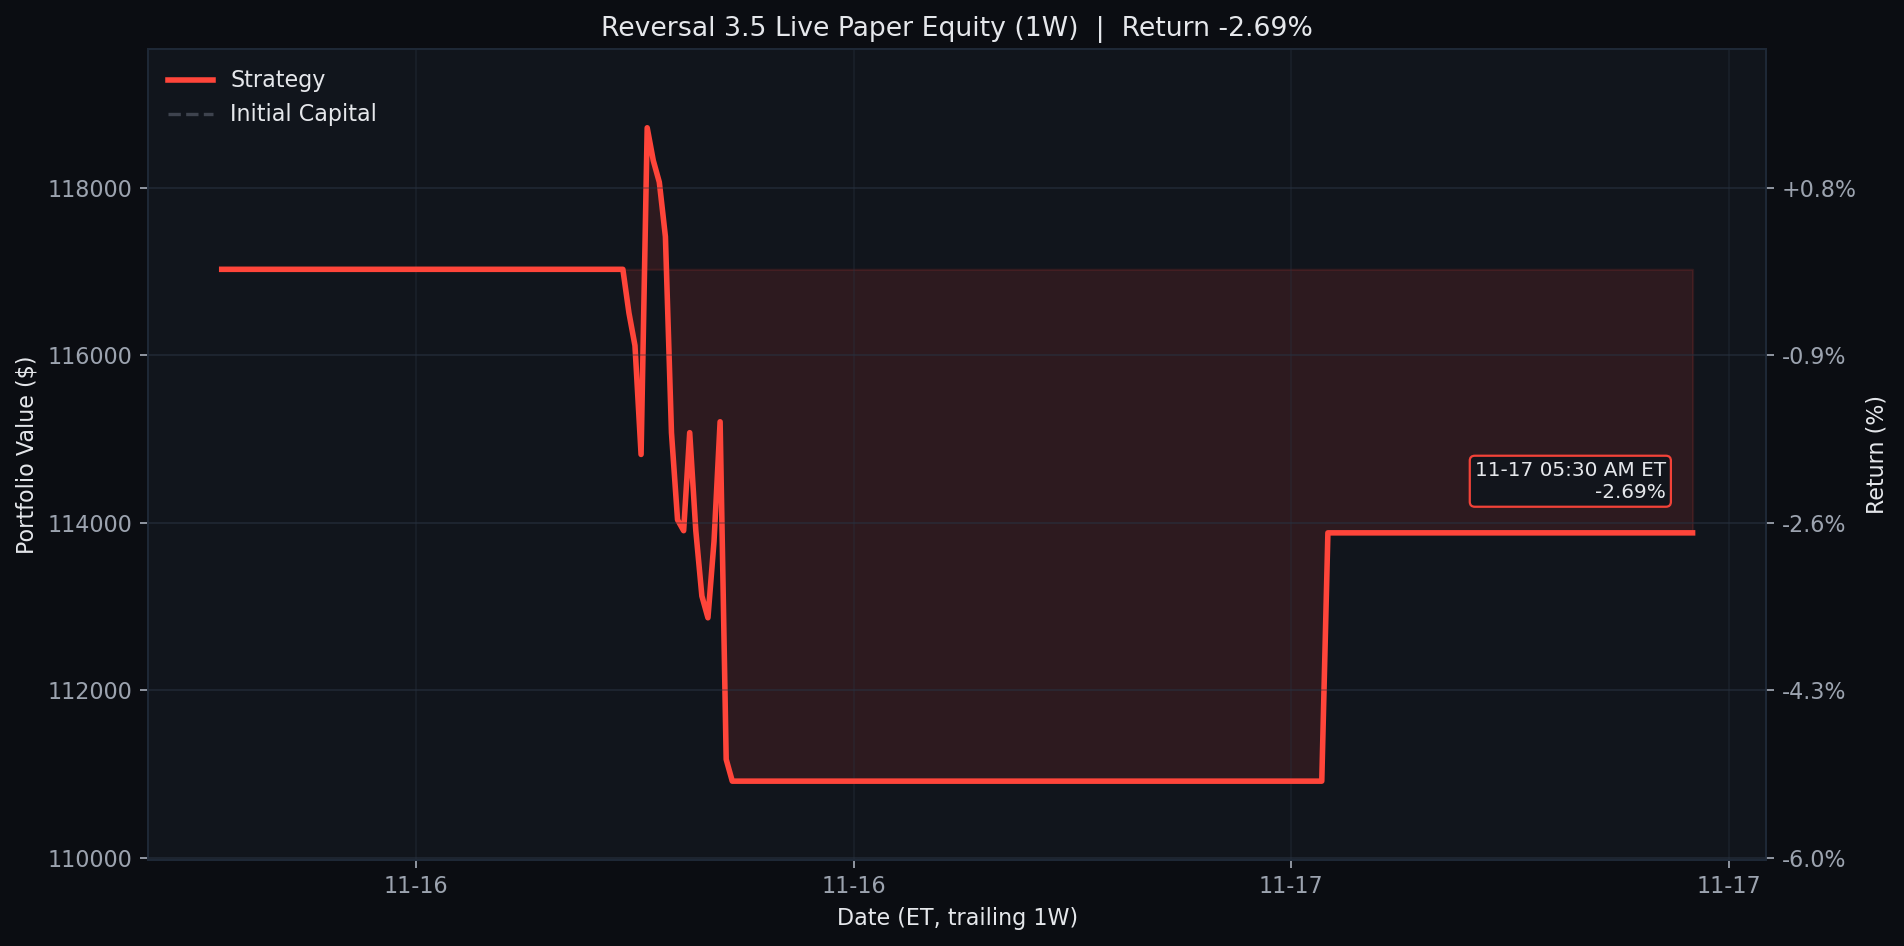 Reversal 3.5 Live Paper Equity (1W)  |  Return -2.69%
Strategy
Initial Capital
118000
116000
114000
112000
110000
Portfolio Value ($)
+0.8%
-0.9%
-2.6%
-4.3%
-6.0%
Return (%)
11-17 05:30 AM ET
-2.69%
11-16
11-16
11-17
11-17
Date (ET, trailing 1W)